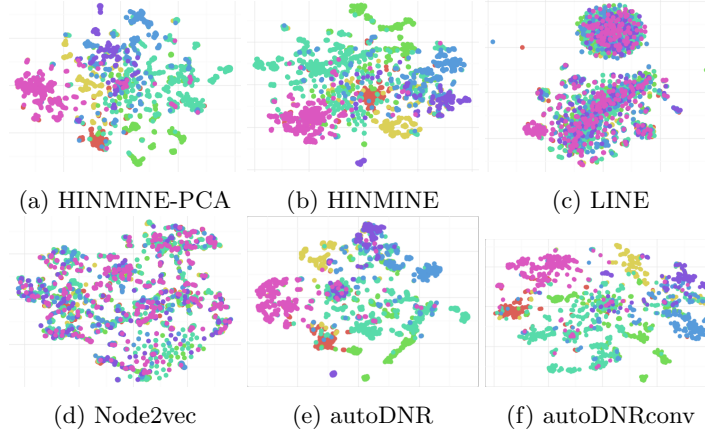 (a) HINMINE-PCA (b) HINMINE (c) LINE
(d) Node2vec (e) autoDNR (f) autoDNRconv